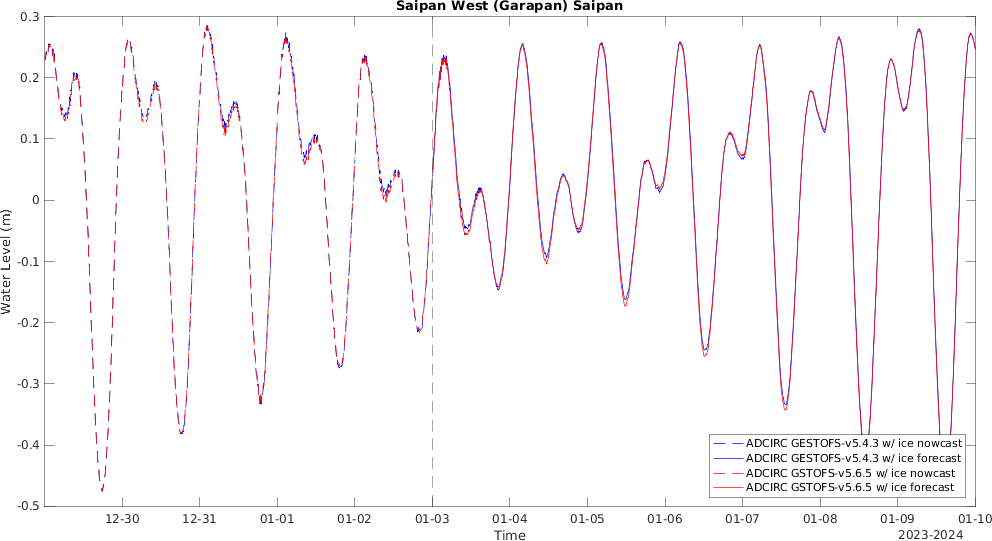 Saipan West (Garapan) Saipan
0.3
0.2
0.1
0
-0.1
-0.2
-0.3
-0.4
-0.5
Water Level (m)
ADCIRC GESTOFS-v5.4.3 w/ ice nowcast
ADCIRC GESTOFS-v5.4.3 w/ ice forecast
ADCIRC GSTOFS-v5.6.5 w/ ice nowcast
ADCIRC GSTOFS-v5.6.5 w/ ice forecast
12-30 12-31 01-01 01-02 01-03 01-04 01-05 01-06 01-07 01-08 01-09 01-10
Time
2023-2024